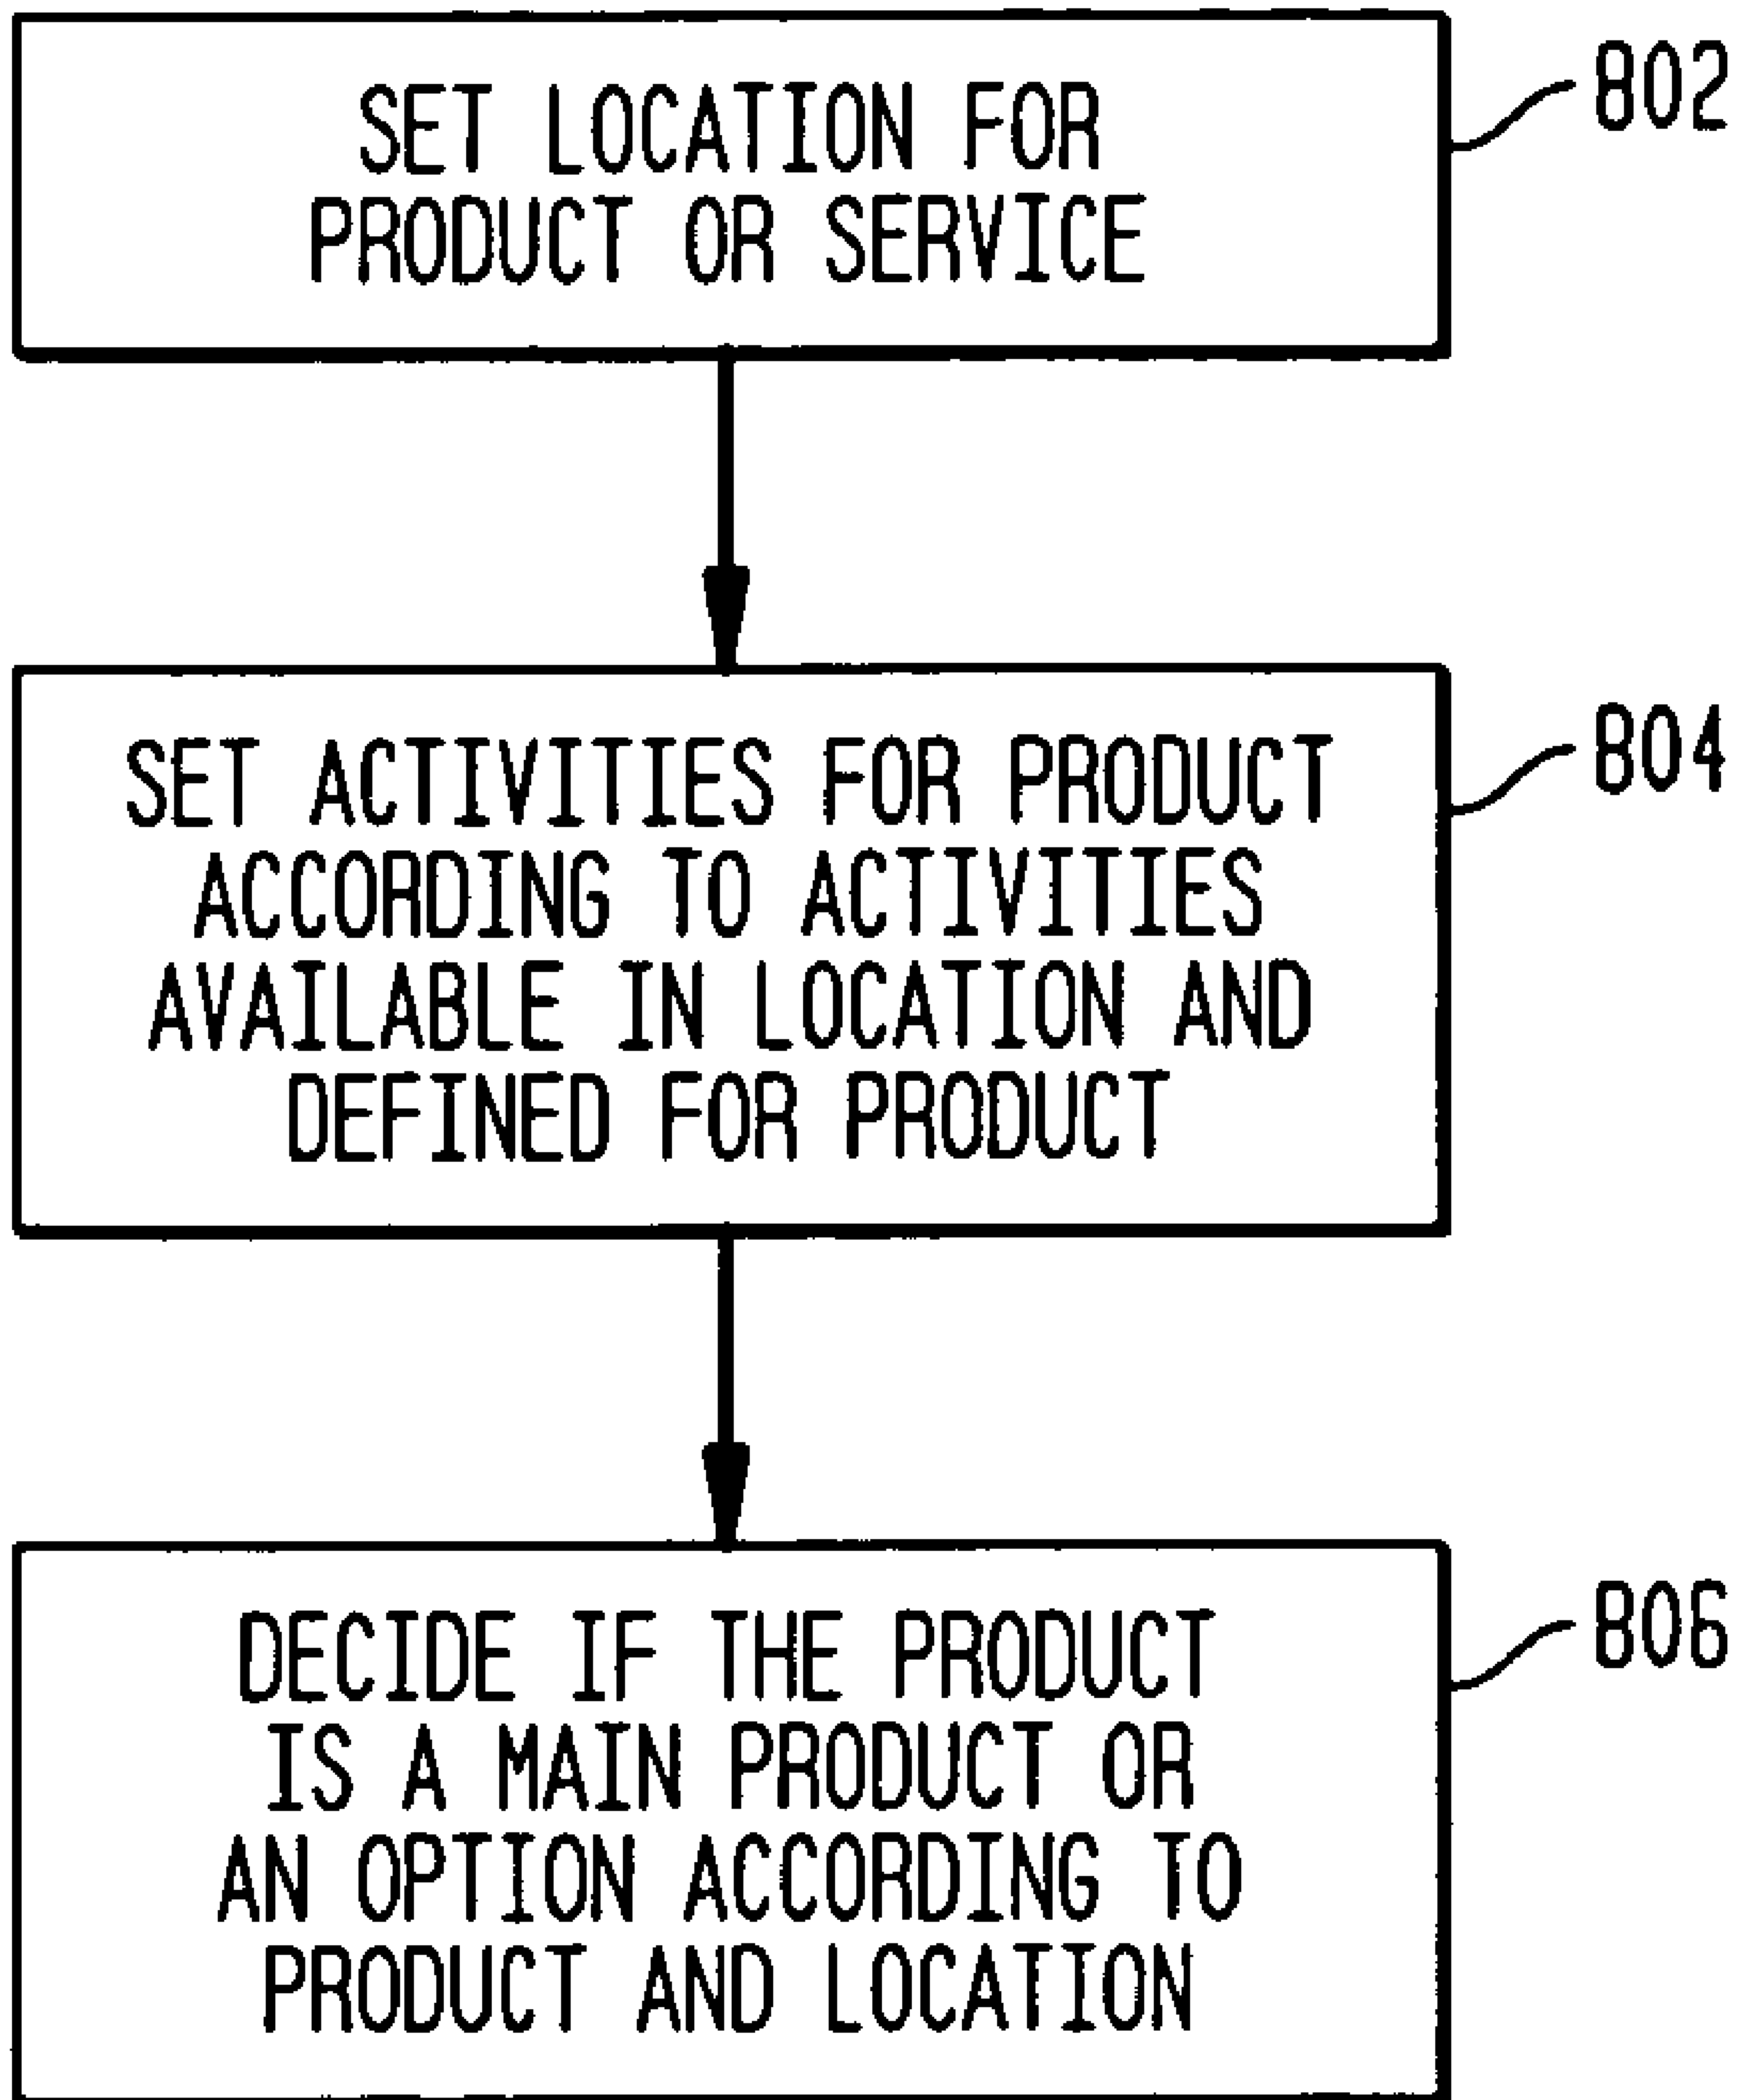 SET LOCATION FOR
PRODUCT OR SERVICE
802
SET ACTIVITIES FOR PRODUCT
ACCORDING TO ACTIVITIES
AVAILABLE IN LOCATION AND
DEFINED FOR PRODUCT
804
DECIDE IF THE PRODUCT
IS A MAIN PRODUCT OR
AN OPTION ACCORDING TO
PRODUCT AND LOCATION
806